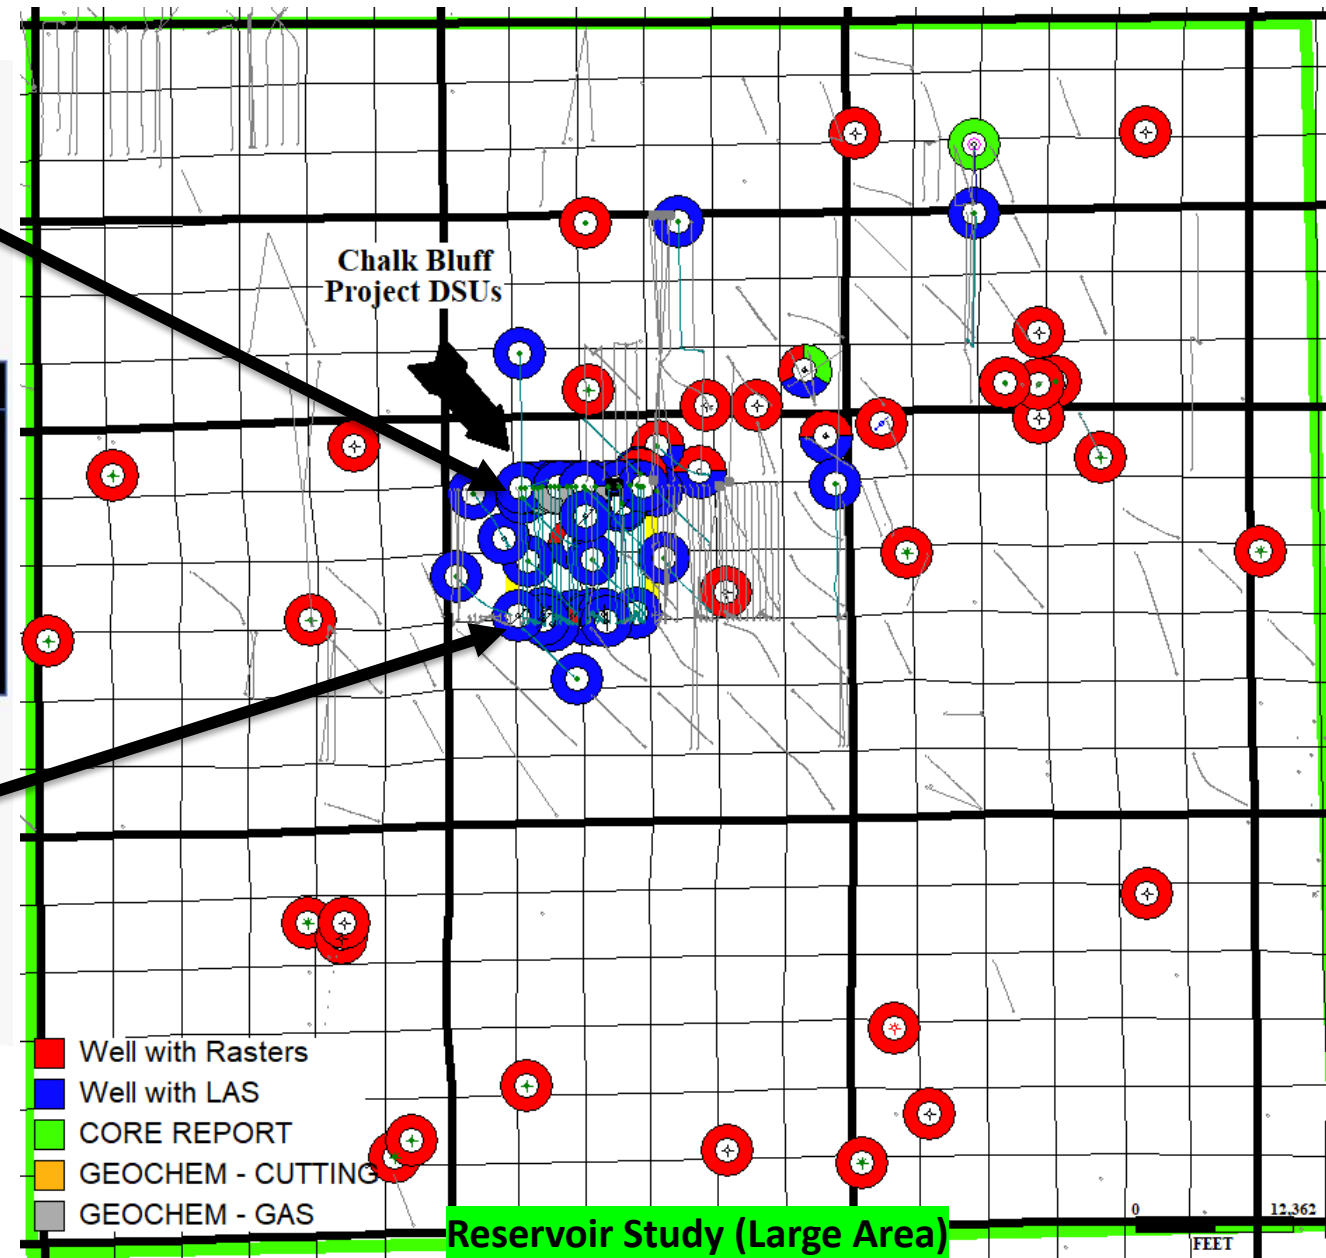 Chalk Bluff
Project DSUs
Well with Rasters
Well with LAS
CORE REPORT
GEOCHEM - CUTTING
GEOCHEM - GAS
Reservoir Study (Large Area)
0 12,362
FEET